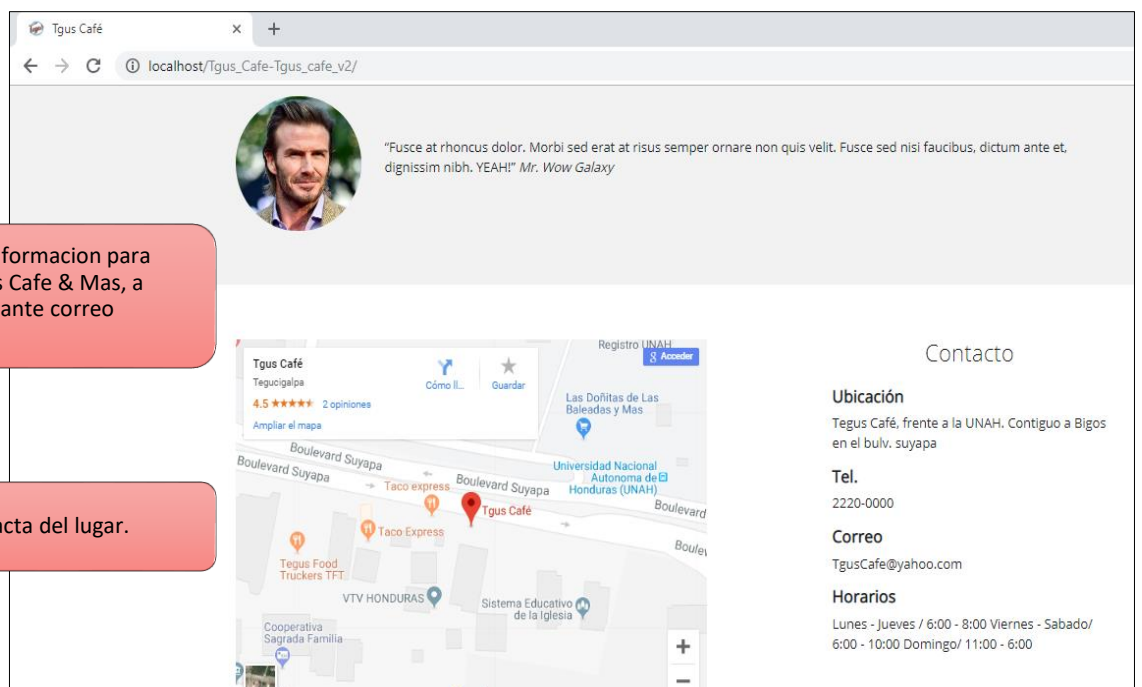 Tgus Café
localhost/Tgus_Cafe-Tgus_cafe_v2/
“Fusce at rhoncus dolor. Morbi sed erat at risus semper ornare non quis velit. Fusce sed nisi faucibus, dictum ante et,
dignissim nibh. YEAH!” Mr. Wow Galaxy
formacion para
s Cafe & Mas, a
ante correo
acta del lugar.
Tgus Café
Tegucigalpa
4.5 ★★★★★ 2 opiniones
Ampliar el mapa
Cómo ll...
Guardar
Registro UNAH
Acceder
Las Doñitas de Las
Baleadas y Mas
Boulevard Suyapa
Boulevard Suyapa
Boulevard Suyapa
Boulevard
Boulev
Universidad Nacional
Autonoma de
Honduras (UNAH)
Taco express
Tgus Café
Taco Express
Tegus Food
Truckers TFT
VTV HONDURAS
Sistema Educativo
de la Iglesia
Cooperativa
Sagrada Familia
+
−
Contacto
Ubicación
Tegus Café, frente a la UNAH. Contiguo a Bigos
en el bulv. suyapa
Tel.
2220-0000
Correo
TgusCafe@yahoo.com
Horarios
Lunes - Jueves / 6:00 - 8:00 Viernes - Sabado/
6:00 - 10:00 Domingo/ 11:00 - 6:00